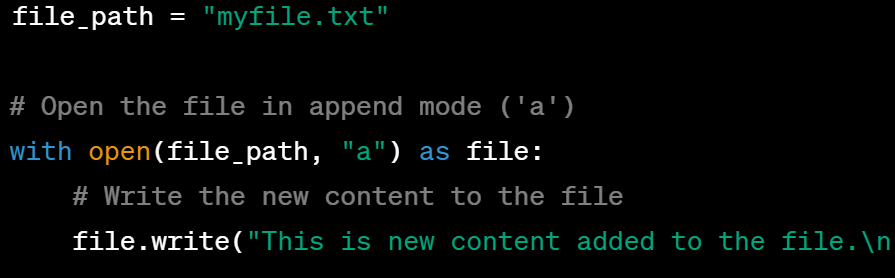 file_path = "myfile.txt"
# Open the file in append mode ('a')
with open(file_path, "a") as file:
    # Write the new content to the file
    file.write("This is new content added to the file.\n